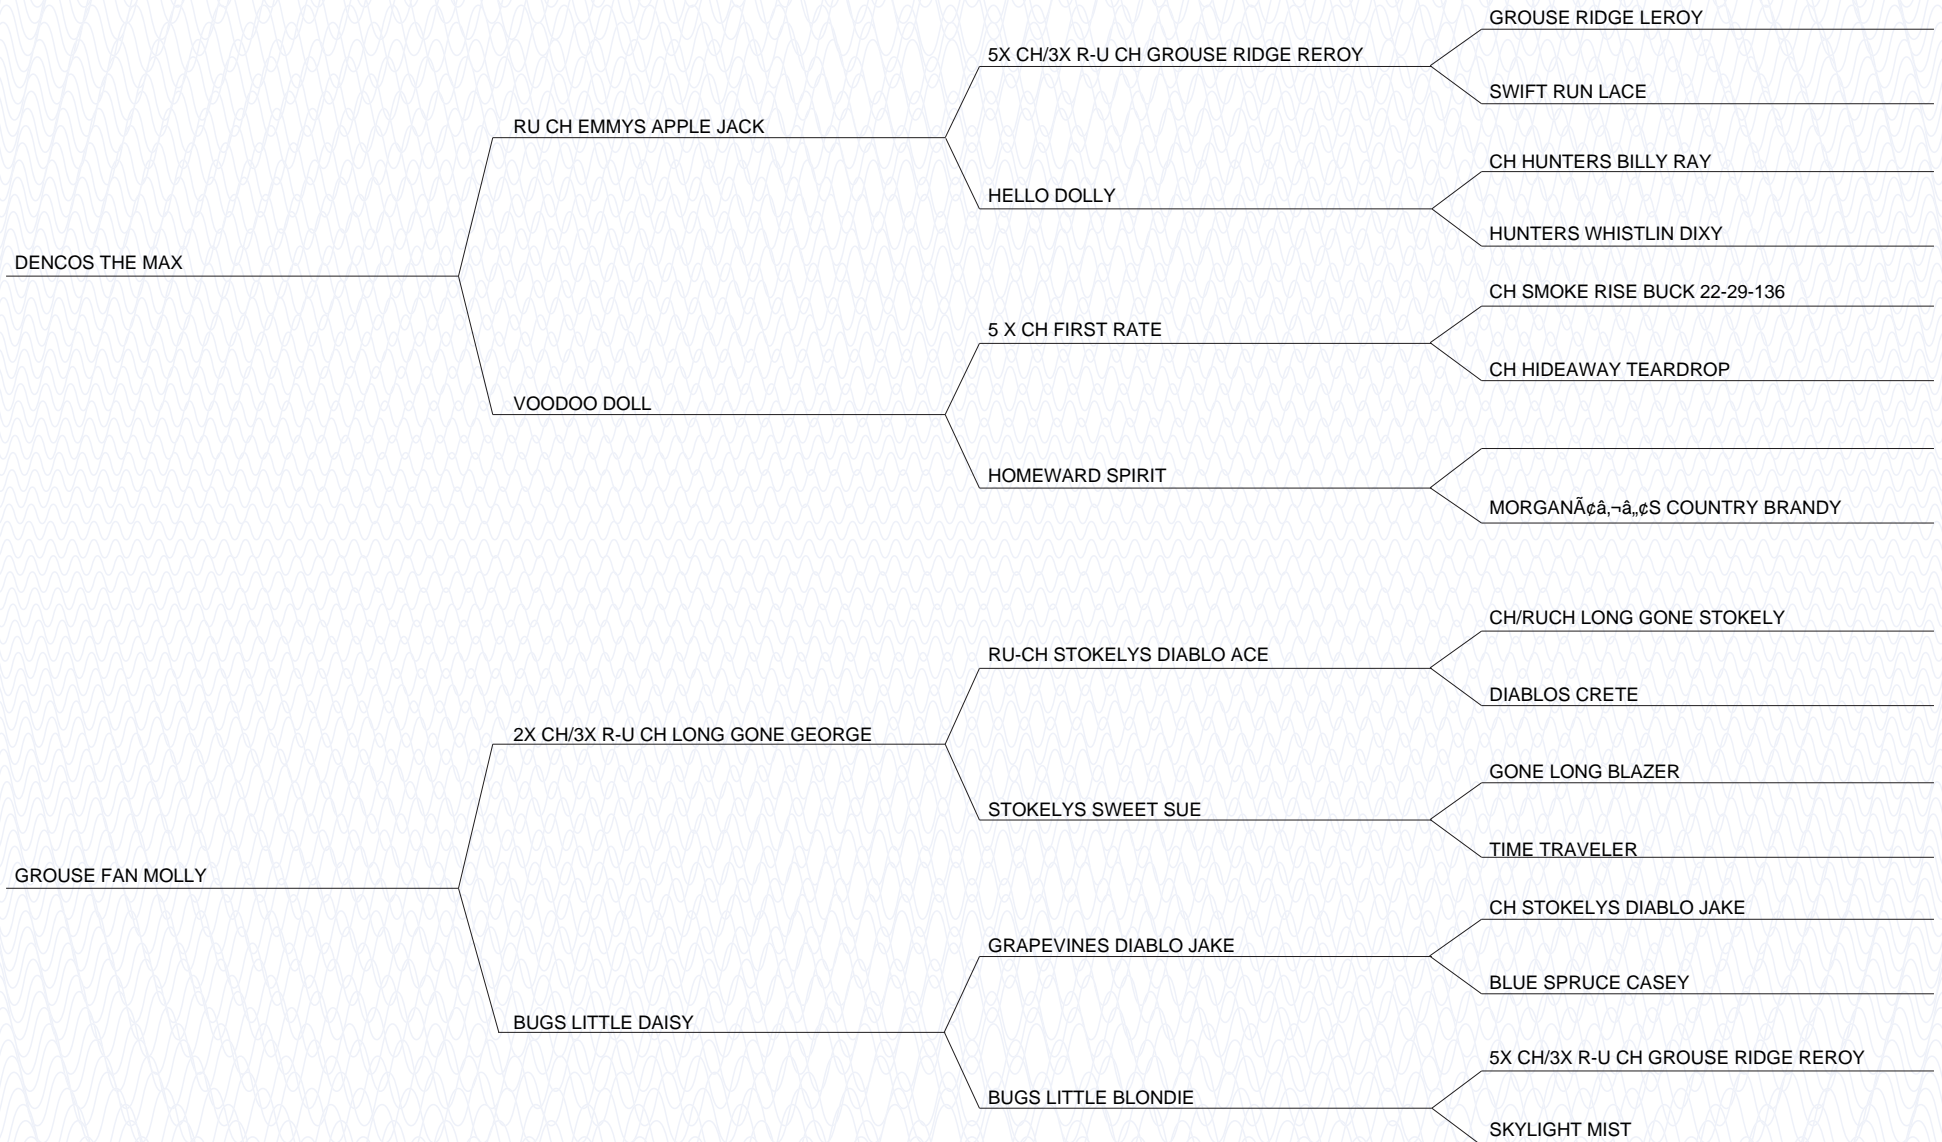 GROUSE RIDGE LEROY
5X CH/3X R-U CH GROUSE RIDGE REROY
SWIFT RUN LACE
RU CH EMMYS APPLE JACK
CH HUNTERS BILLY RAY
HELLO DOLLY
HUNTERS WHISTLIN DIXY
DENCOS THE MAX
CH SMOKE RISE BUCK 22-29-136
5 X CH FIRST RATE
CH HIDEAWAY TEARDROP
VOODOO DOLL
HOMEWARD SPIRIT
MORGANÃ¢â‚¬â„¢S COUNTRY BRANDY
CH/RUCH LONG GONE STOKELY
RU-CH STOKELYS DIABLO ACE
DIABLOS CRETE
2X CH/3X R-U CH LONG GONE GEORGE
GONE LONG BLAZER
STOKELYS SWEET SUE
TIME TRAVELER
GROUSE FAN MOLLY
CH STOKELYS DIABLO JAKE
GRAPEVINES DIABLO JAKE
BLUE SPRUCE CASEY
BUGS LITTLE DAISY
5X CH/3X R-U CH GROUSE RIDGE REROY
BUGS LITTLE BLONDIE
SKYLIGHT MIST